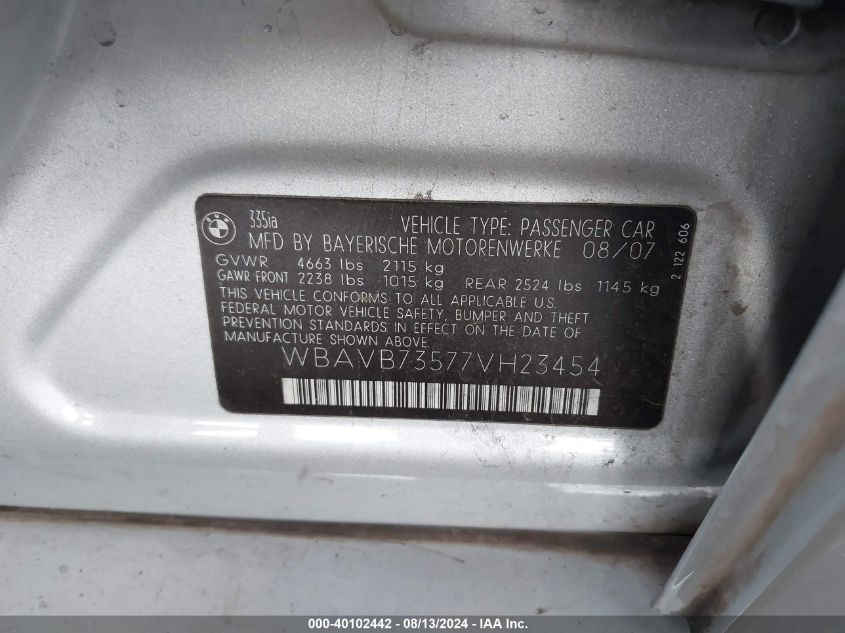 BMW
335ia
VEHICLE TYPE: PASSENGER CAR
MFD BY BAYERISCHE MOTORENWERKE 08/07
GVWR 4663 lbs 2115 kg
GAWR FRONT 2238 lbs 1015 kg REAR 2524 lbs 1145 kg
THIS VEHICLE CONFORMS TO ALL APPLICABLE U.S.
FEDERAL MOTOR VEHICLE SAFETY, BUMPER AND THEFT
PREVENTION STANDARDS IN EFFECT ON THE DATE OF
MANUFACTURE SHOWN ABOVE.
WBAVB73577VH23454
2 122 606
000-40102442 - 08/13/2024 - IAA Inc.